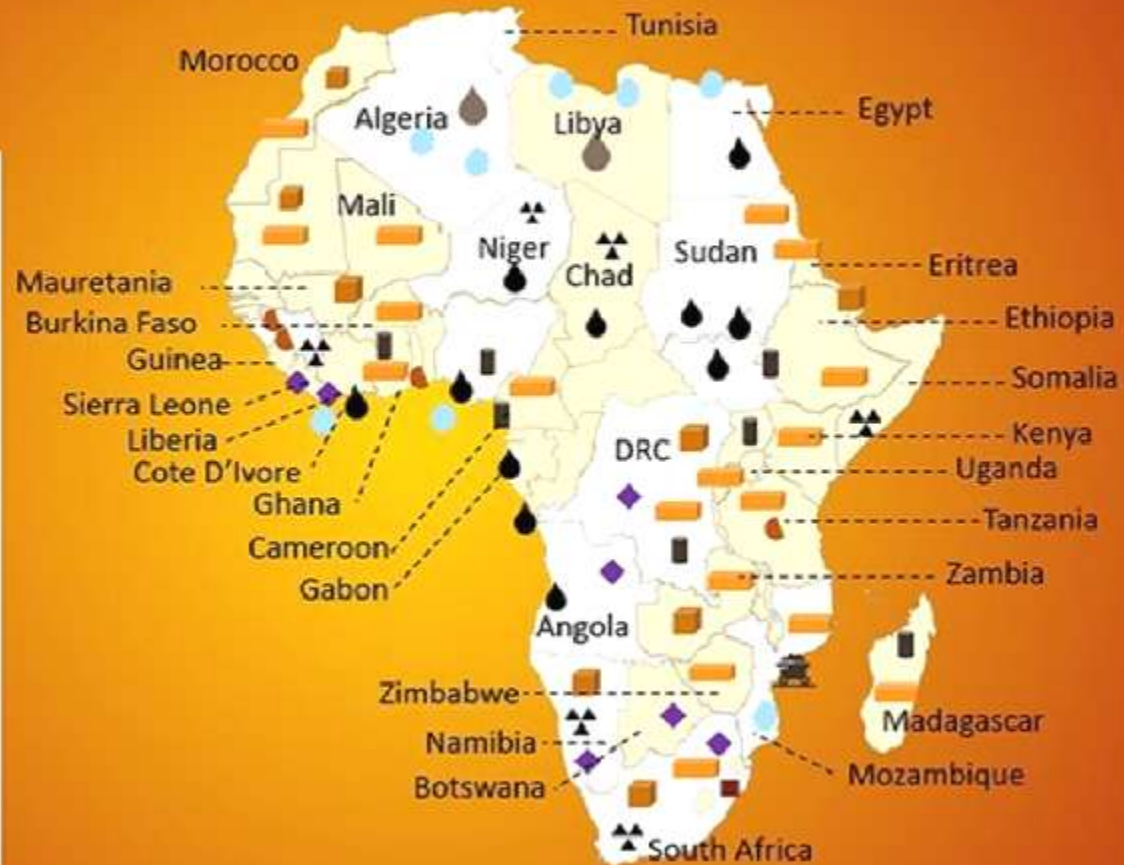 Tunisia
Morocco
Egypt
Algeria
Libya
Mali
Niger
Chad
Sudan
Eritrea
Mauretania
Burkina Faso
Ethiopia
Guinea
Somalia
Sierra Leone
Liberia
Kenya
DRC
Cote D'Ivore
Uganda
Ghana
Tanzania
Cameroon
Zambia
Gabon
Angola
Zimbabwe
Madagascar
Namibia
Mozambique
Botswana
South Africa